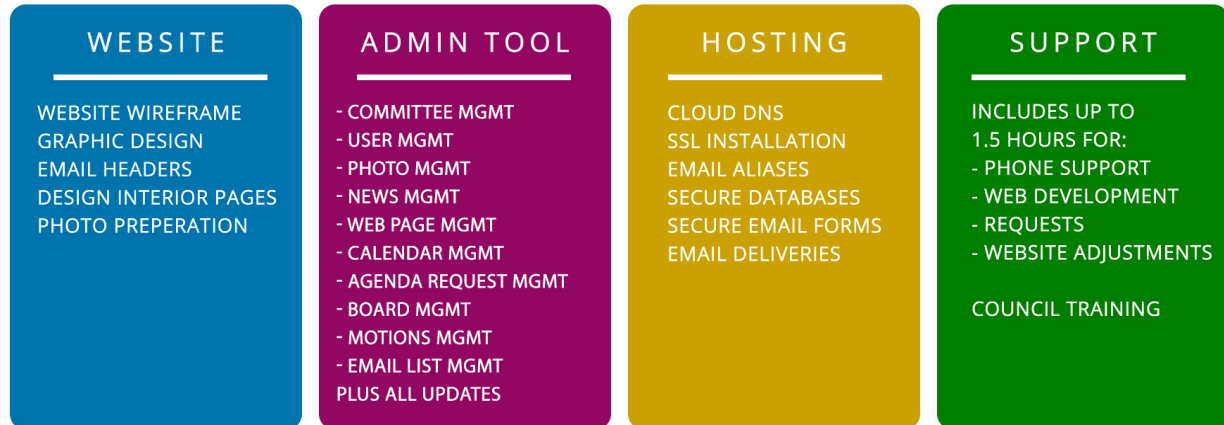 WEBSITE
WEBSITE WIREFRAME
GRAPHIC DESIGN
EMAIL HEADERS
DESIGN INTERIOR PAGES
PHOTO PREPERATION
ADMIN TOOL
- COMMITTEE MGMT
- USER MGMT
- PHOTO MGMT
- NEWS MGMT
- WEB PAGE MGMT
- CALENDAR MGMT
- AGENDA REQUEST MGMT
- BOARD MGMT
- MOTIONS MGMT
- EMAIL LIST MGMT
PLUS ALL UPDATES
HOSTING
CLOUD DNS
SSL INSTALLATION
EMAIL ALIASES
SECURE DATABASES
SECURE EMAIL FORMS
EMAIL DELIVERIES
SUPPORT
INCLUDES UP TO
1.5 HOURS FOR:
- PHONE SUPPORT
- WEB DEVELOPMENT
- REQUESTS
- WEBSITE ADJUSTMENTS
COUNCIL TRAINING